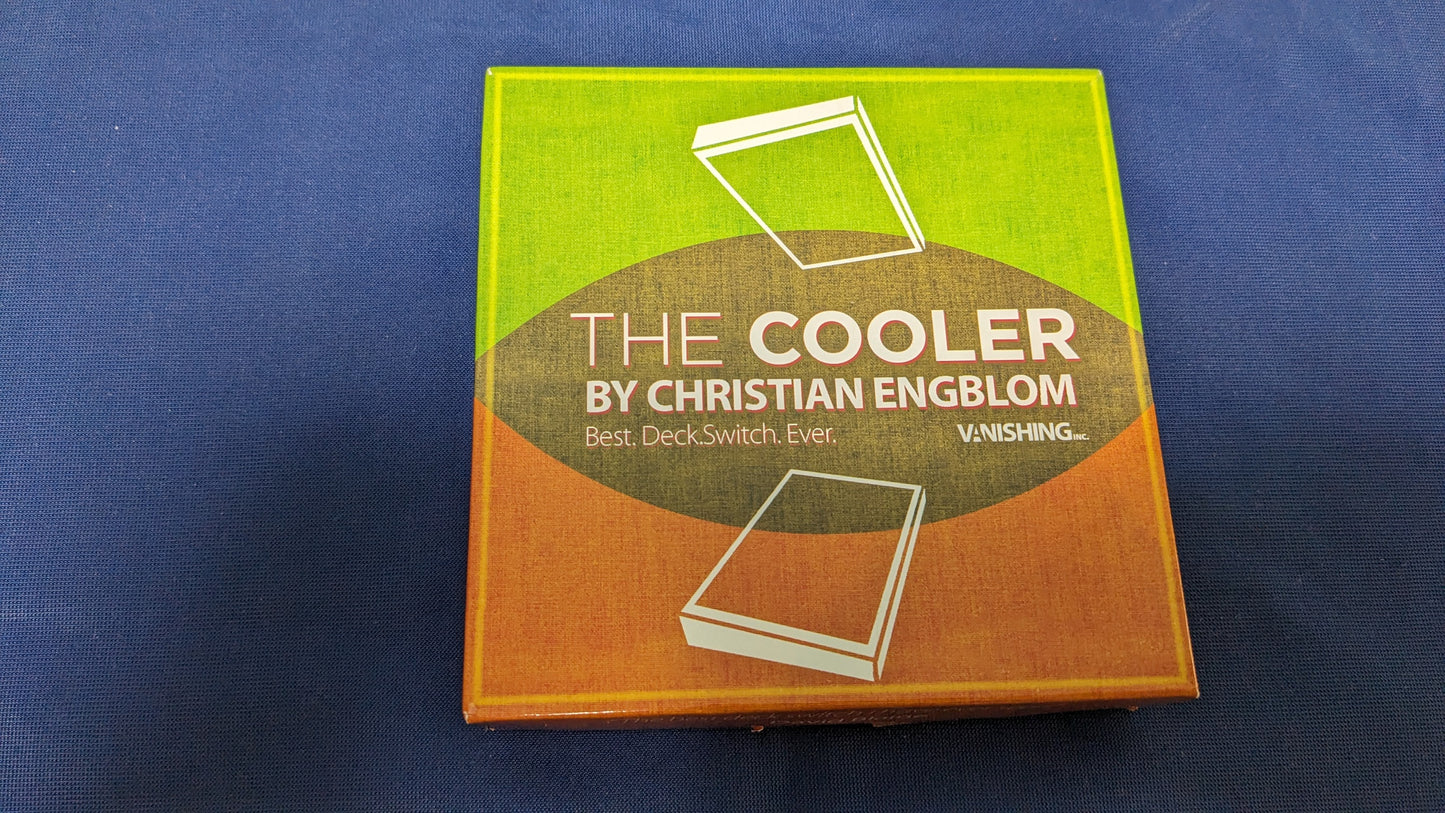 THE COOLER
BY CHRISTIAN ENGBLOM
Best. Deck.Switch. Ever.
VANISHING INC.